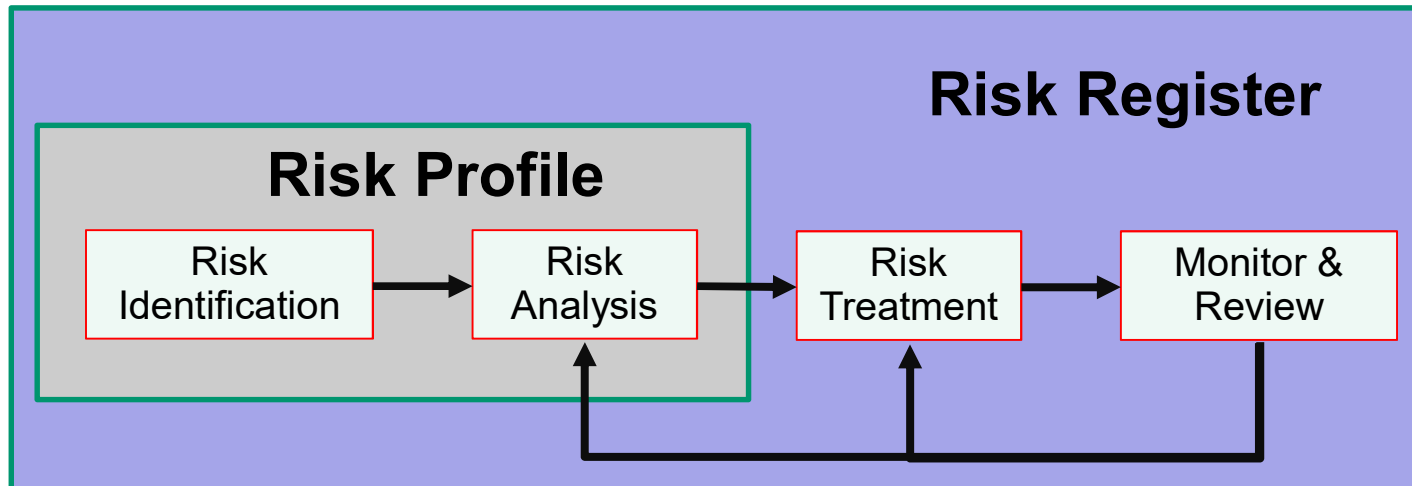 Risk Register
Risk Profile
Risk
Identification
Risk
Analysis
Risk
Treatment
Monitor &
Review